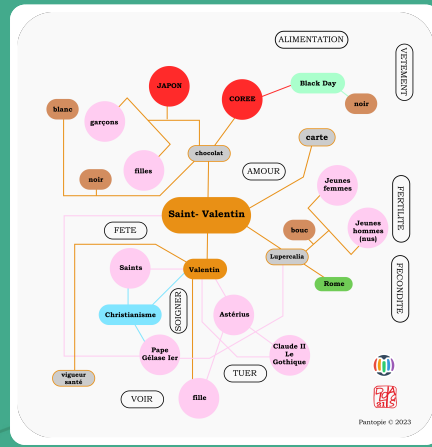 ALIMENTATION
VETEMENT
JAPON
COREE
Black Day
blanc
noir
garçons
carte
chocolat
filles
AMOUR
noir
Jeunes
femmes
FERTILITE
Saint- Valentin
Jeunes
hommes
(nus)
bouc
FETE
Lupercalia
Saints
Valentin
FECONDITE
Rome
SOIGNER
Christianisme
Astérius
Pape
Gélase Ier
Claude II
Le
Gothique
vigueur
santé
TUER
VOIR
fille
Pantopie © 2023